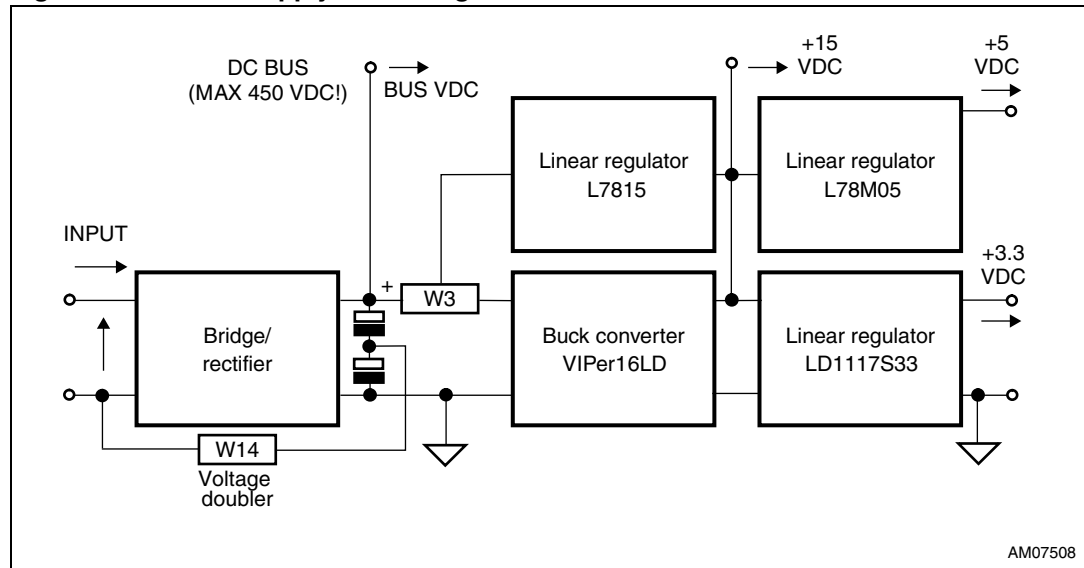 DC BUS
(MAX 450 VDC!)
BUS VDC
+15
VDC
+5
VDC
Linear regulator
L7815
Linear regulator
L78M05
INPUT
+
W3
+3.3
VDC
Bridge/
rectifier
Buck converter
VIPer16LD
Linear regulator
LD1117S33
W14
Voltage
doubler
AM07508